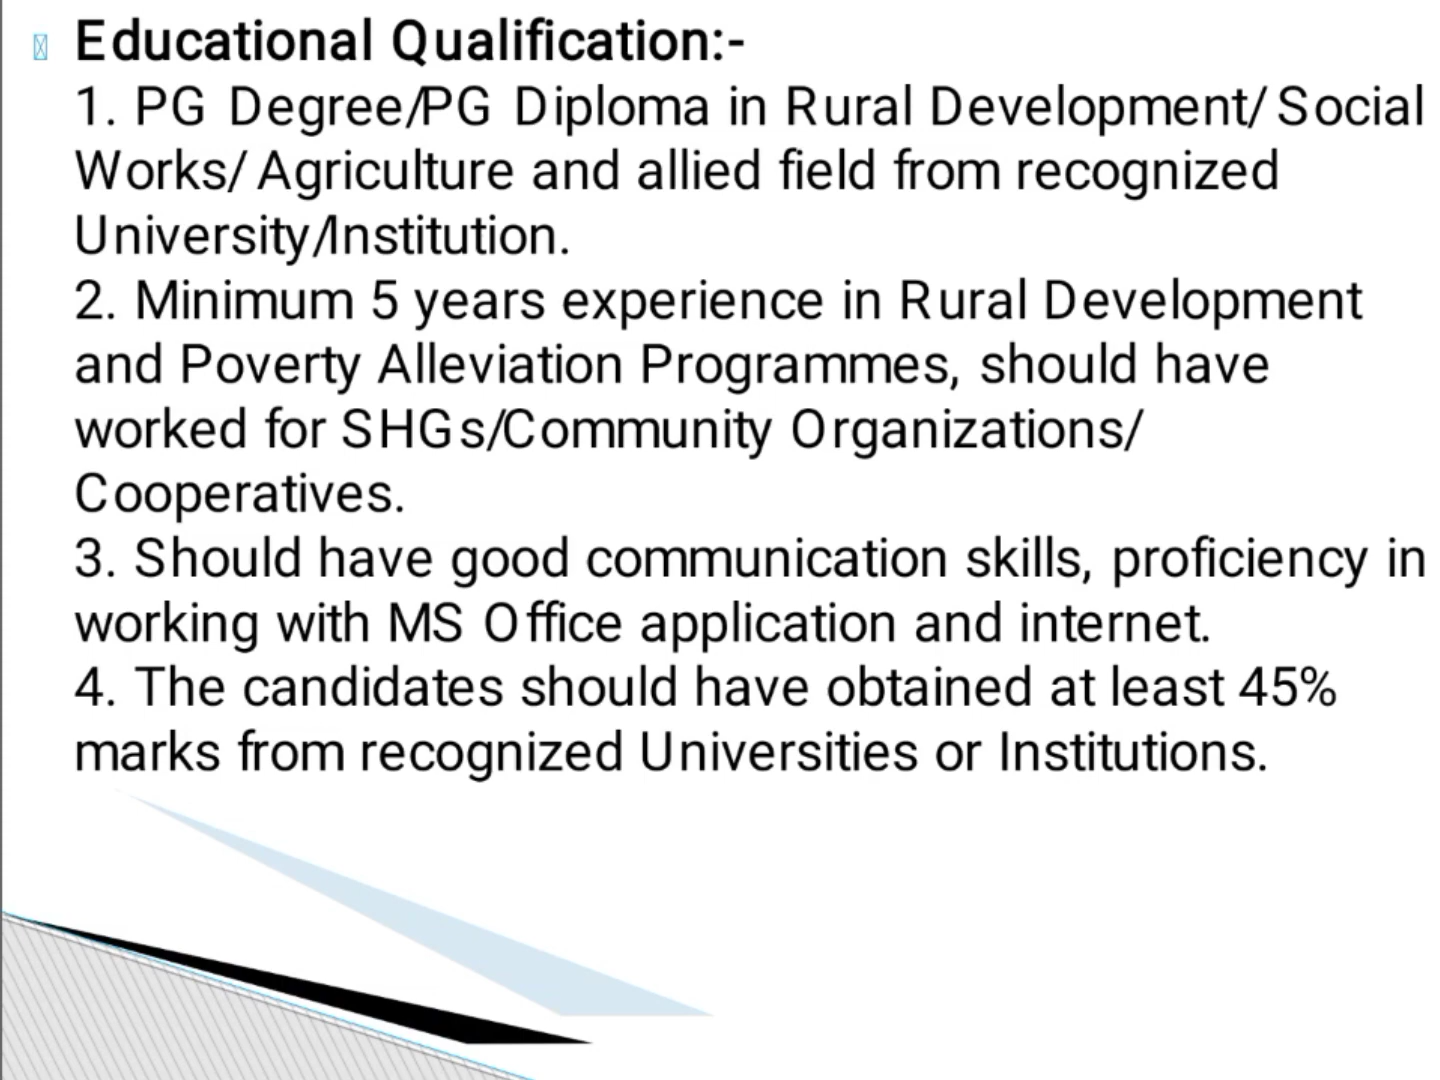 Educational Qualification:-
1. PG Degree/PG Diploma in Rural Development/ Social
Works/ Agriculture and allied field from recognized
University/Institution.
2. Minimum 5 years experience in Rural Development
and Poverty Alleviation Programmes, should have
worked for SHGs/Community Organizations/
Cooperatives.
3. Should have good communication skills, proficiency in
working with MS Office application and internet.
4. The candidates should have obtained at least 45%
marks from recognized Universities or Institutions.